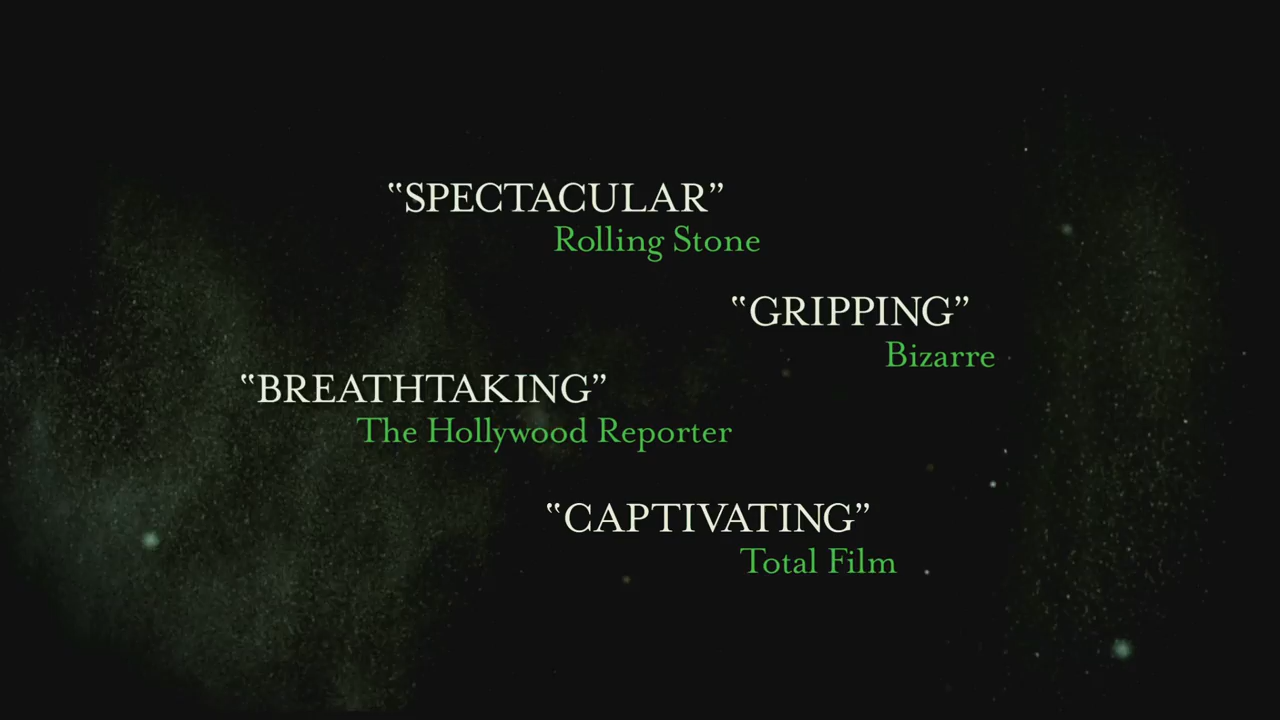 “SPECTACULAR”
Rolling Stone
“GRIPPING”
Bizarre
“BREATHTAKING”
The Hollywood Reporter
“CAPTIVATING”
Total Film